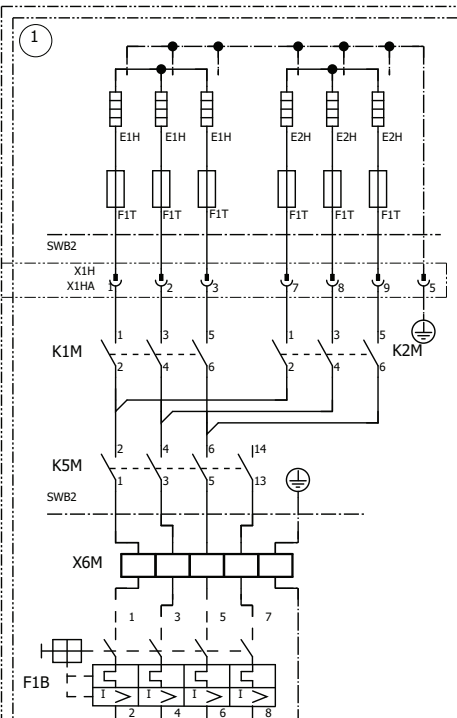 1
E1H E1H E1H E2H E2H E2H
F1T F1T F1T F1T F1T F1T
SWB2
X1H
X1HA 1 2 3 7 8 9 5
1 3 5 1 3 5
K1M K2M
2 4 6 2 4 6
2 4 6 14
K5M
1 3 5 13
SWB2
X6M
1 3 5 7
F1B
I > I > I > I >
2 4 6 8